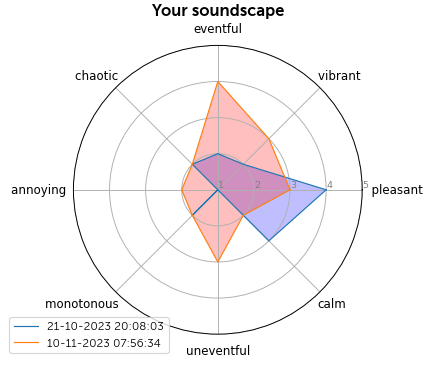 Your soundscape
eventful
chaotic
vibrant
annoying
1 2 3 4 5
pleasant
monotonous
calm
21-10-2023 20:08:03
10-11-2023 07:56:34
uneventful